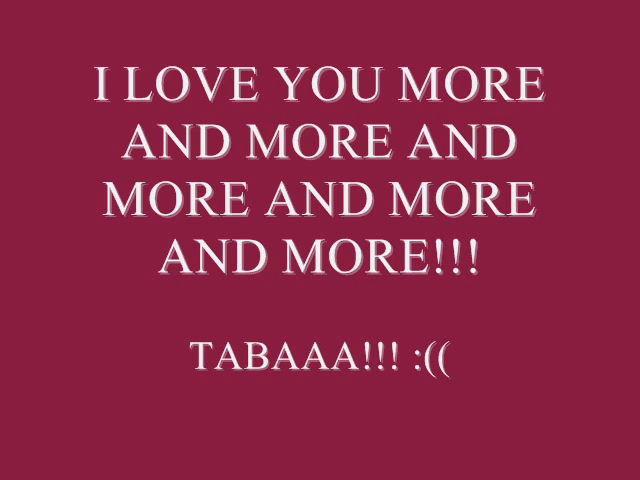 I LOVE YOU MORE
AND MORE AND
MORE AND MORE
AND MORE!!!
TABAAA!!! :((